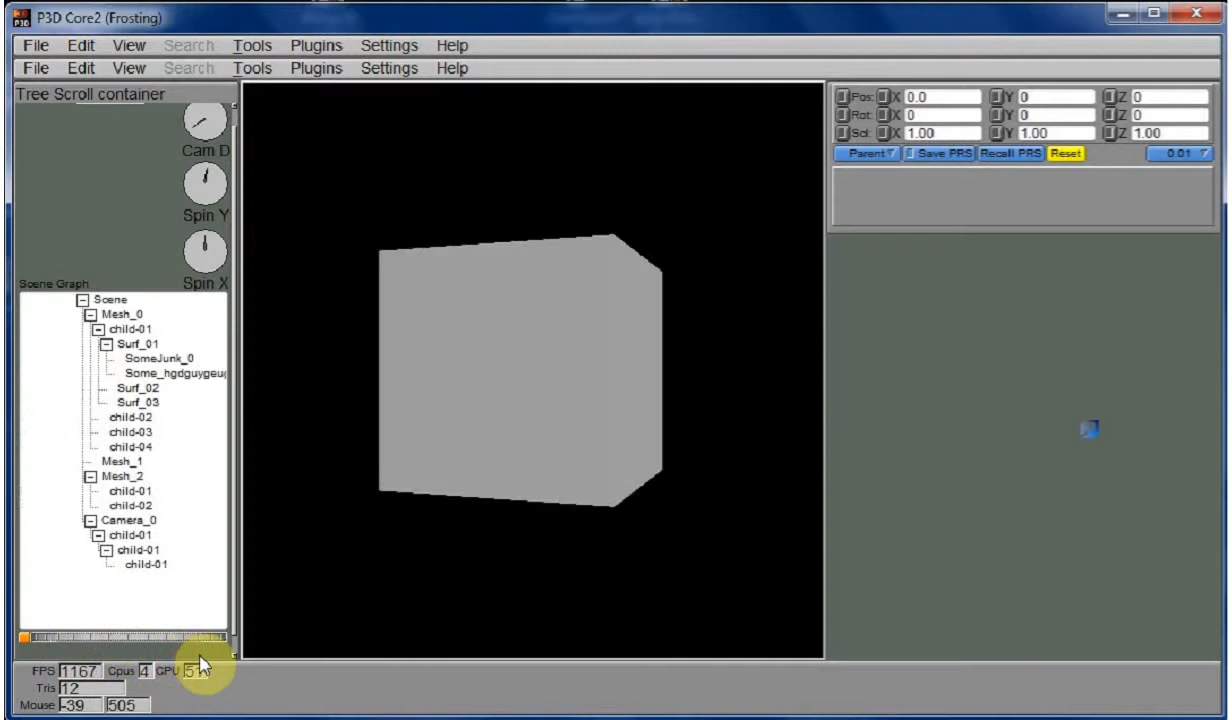 P3D Core2 (Frosting)
File Edit View Search Tools Plugins Settings Help
File Edit View Search Tools Plugins Settings Help
Tree Scroll container
Cam D
Spin Y
Spin X
Scene Graph
Scene
Mesh_0
child-01
Surf_01
SomeJunk_0
Some_hgdguygeu
Surf_02
Surf_03
child-02
child-03
child-04
Mesh_1
Mesh_2
child-01
child-02
Camera_0
child-01
child-01
child-01
Pos: X 0.0 Y 0 Z 0
Rot: X 0 Y 0 Z 0
Scl: X 1.00 Y 1.00 Z 1.00
Parent Save PRS Recall PRS Reset 0.01
FPS 1167 Cpus 4 CPU
Tris 12
Mouse -39 505